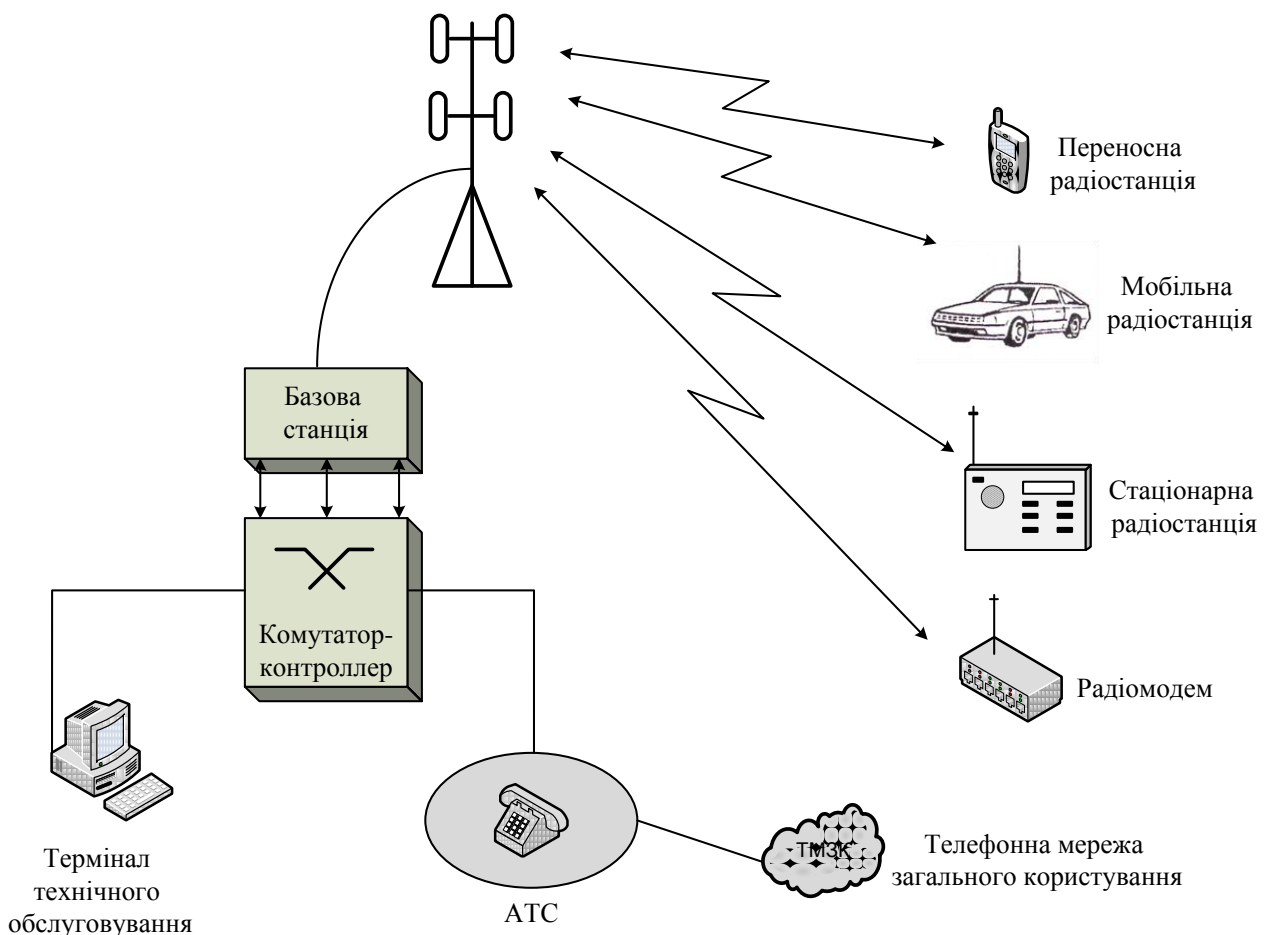 Переносна
радіостанція
Мобільна
радіостанція
Базова
станція
Стаціонарна
радіостанція
Комутатор-
контроллер
Радіомодем
Термінал
технічного
обслуговування
АТС
ТМЗК
Телефонна мережа
загального користування